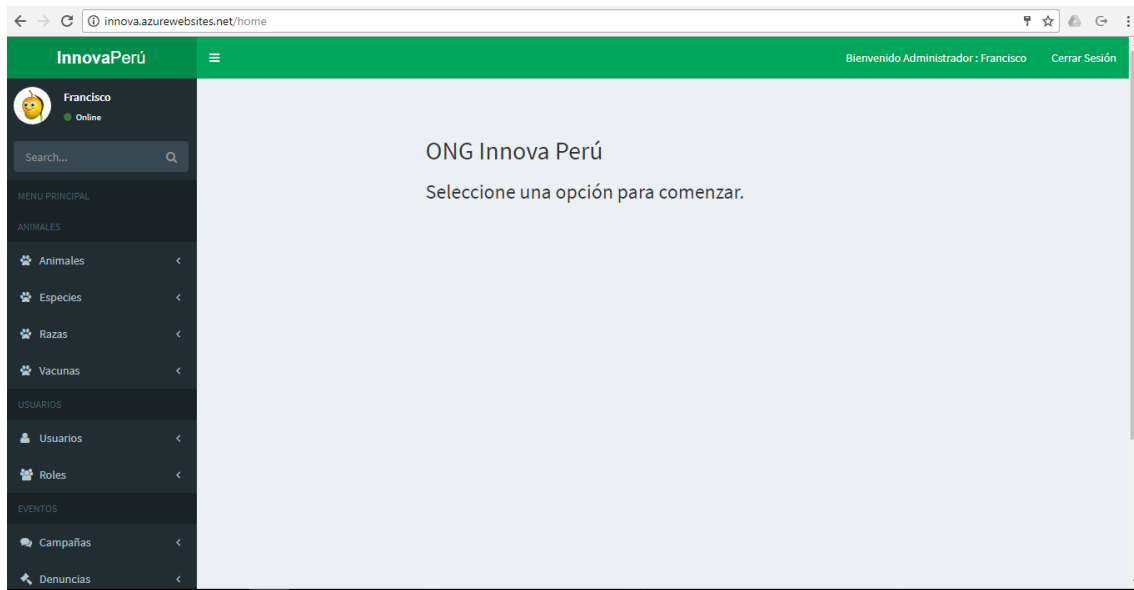 innova.azurewebsites.net/home
InnovaPerú
Bienvenido Administrador : Francisco
Cerrar Sesión
Francisco
Online
Search...
MENU PRINCIPAL
ANIMALES
Animales
Especies
Razas
Vacunas
USUARIOS
Usuarios
Roles
EVENTOS
Campañas
Denuncias
ONG Innova Perú
Seleccione una opción para comenzar.